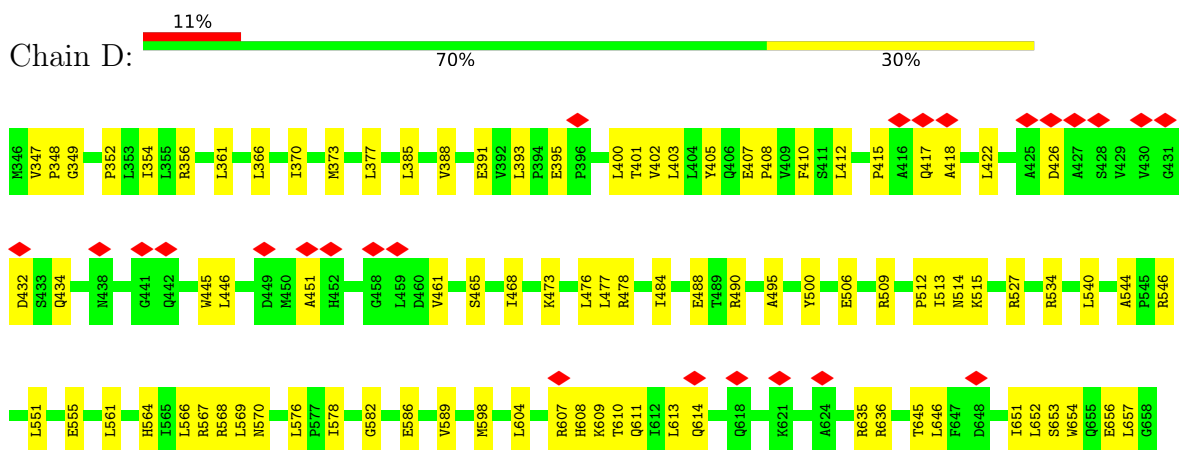 11%
Chain D:
70% 30%
M346 V347 P348 G349 P352 L353 I354 L355 R356 L361 L366 I370 M373 L377 L385 V388 E391 V392 L393 P394 E395 P396 L400 T401 V402 L403 L404 Y405 Q406 E407 P408 V409 F410 S411 L412 P415 A416 Q417 A418 L422 A425 D426 A427 S428 V429 V430 G431
D432 S433 Q434 N438 G441 Q442 W445 L446 D449 M450 A451 H452 G458 L459 D460 V461 S465 I468 K473 L476 L477 R478 I484 E488 Y489 R490 A495 Y500 E506 R509 P512 I513 N514 K515 R527 R534 L540 A544 P545 R546
L551 E555 L561 H564 I565 L566 R567 R568 L569 N570 L576 P577 I578 G582 E586 V589 M598 L604 R607 H608 K609 T610 Q611 I612 L613 Q614 Q618 K621 A624 R635 R636 T645 L646 F647 D648 I651 L652 S653 W654 Q655 E656 L657 G658